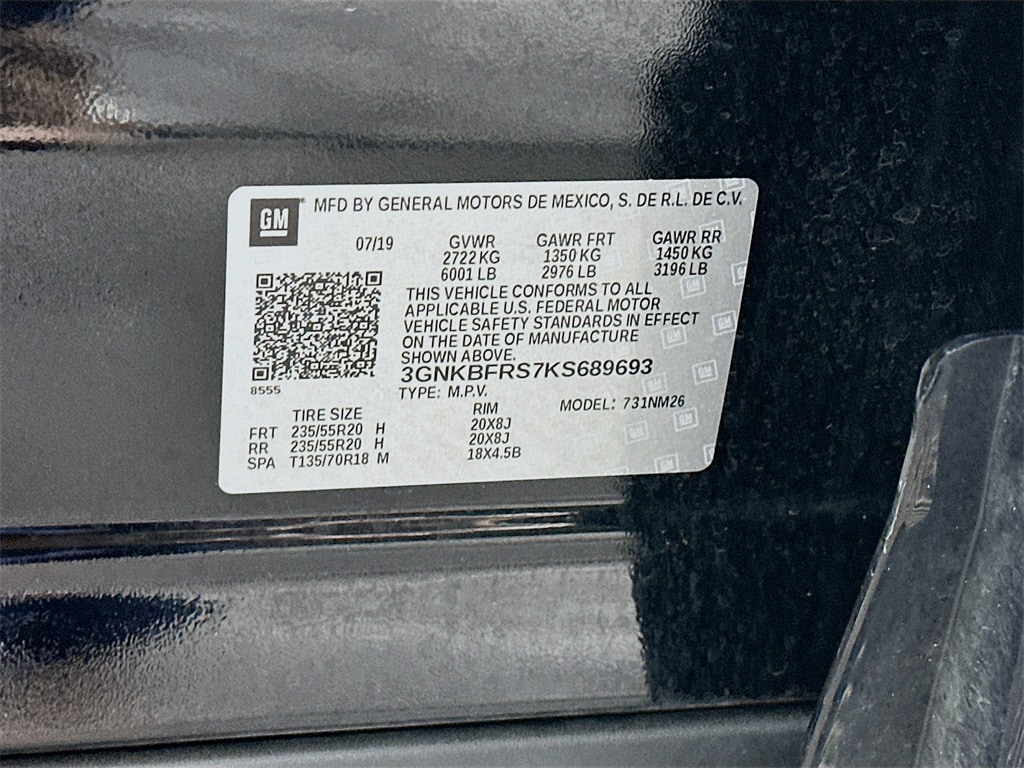 GM MFD BY GENERAL MOTORS DE MEXICO, S. DE R.L. DE C.V.
07/19 GVWR GAWR FRT GAWR RR
2722 KG 1350 KG 1450 KG
6001 LB 2976 LB 3196 LB
THIS VEHICLE CONFORMS TO ALL
APPLICABLE U.S. FEDERAL MOTOR
VEHICLE SAFETY STANDARDS IN EFFECT
ON THE DATE OF MANUFACTURE
SHOWN ABOVE.
3GNKBFRS7KS689693
8555 TYPE: M.P.V. MODEL: 731NM26
TIRE SIZE RIM
FRT 235/55R20 H 20X8J
RR 235/55R20 H 20X8J
SPA T135/70R18 M 18X4.5B